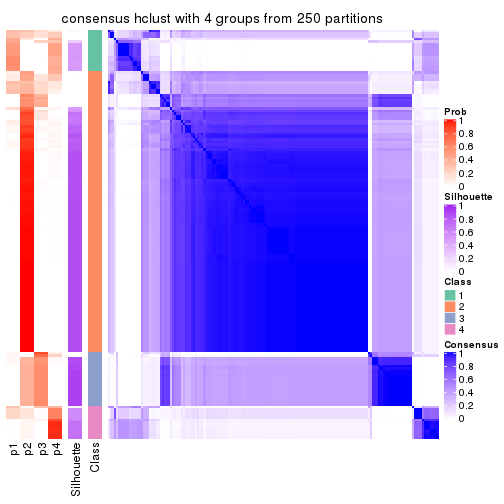 consensus hclust with 4 groups from 250 partitions
Prob
1
0.8
0.6
0.4
0.2
0
Silhouette
1
0.8
0.6
0.4
0.2
0
Class
1
2
3
4
Consensus
1
0.8
0.6
0.4
0.2
0
p1
p2
p3
p4
Silhouette
Class